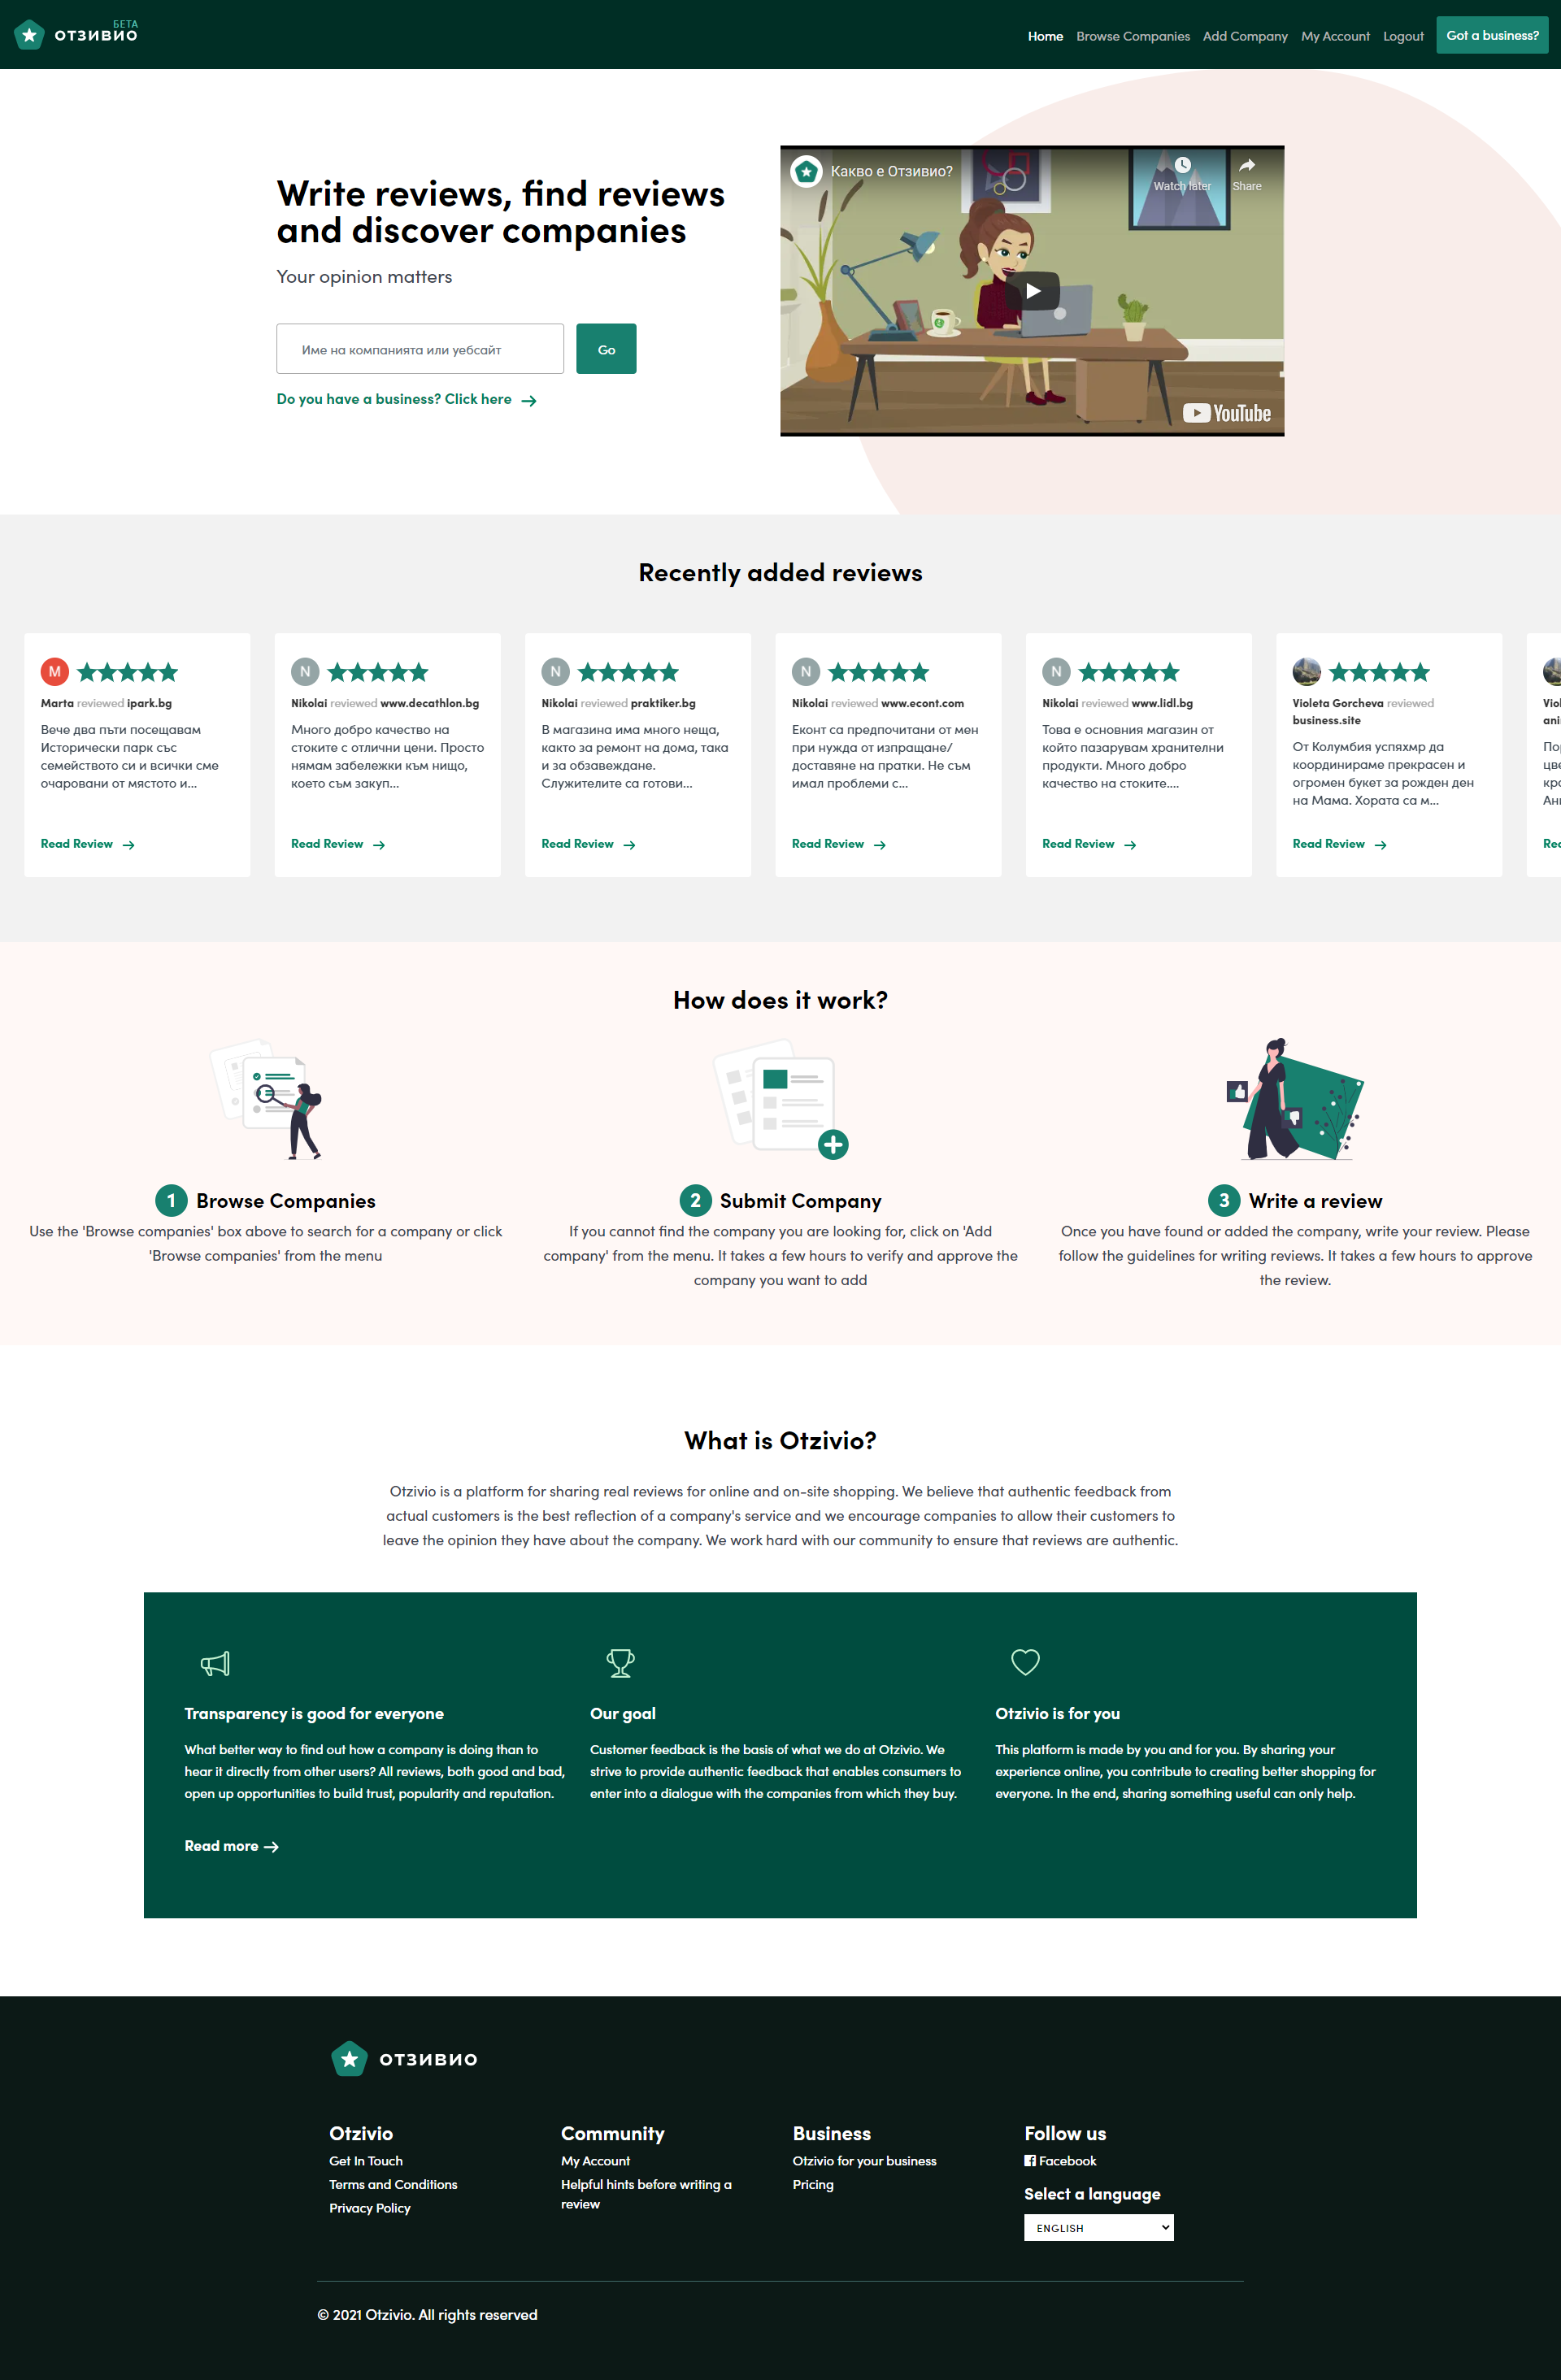 БЕТА
ОТЗИВИО
Home Browse Companies Add Company My Account Logout Got a business?
Write reviews, find reviews
and discover companies
Your opinion matters
Име на компанията или уебсайт
Go
Do you have a business? Click here
Какво е Отзивио?
Watch later
Share
YouTube
Recently added reviews
M
Marta reviewed ipark.bg
Вече два пъти посещавам
Исторически парк със
семейството си и всички сме
очаровани от мястото и...
Read Review
N
Nikolai reviewed www.decathlon.bg
Много добро качество на
стоките с отлични цени. Просто
нямам забележки към нищо,
което съм закуп...
Read Review
N
Nikolai reviewed praktiker.bg
В магазина има много неща,
както за ремонт на дома, така
и за обзавеждане.
Служителите са готови...
Read Review
N
Nikolai reviewed www.econt.com
Еконт са предпочитани от мен
при нужда от изпращане/
доставяне на пратки. Не съм
имал проблеми с...
Read Review
N
Nikolai reviewed www.lidl.bg
Това е основния магазин от
който пазарувам хранителни
продукти. Много добро
качество на стоките....
Read Review
Violeta Gorcheva reviewed
business.site
От Колумбия успяхмр да
координираме прекрасен и
огромен букет за рожден ден
на Мама. Хората са м...
Read Review
How does it work?
1 Browse Companies
Use the 'Browse companies' box above to search for a company or click
'Browse companies' from the menu
2 Submit Company
If you cannot find the company you are looking for, click on 'Add
company' from the menu. It takes a few hours to verify and approve the
company you want to add
3 Write a review
Once you have found or added the company, write your review. Please
follow the guidelines for writing reviews. It takes a few hours to approve
the review.
What is Otzivio?
Otzivio is a platform for sharing real reviews for online and on-site shopping. We believe that authentic feedback from
actual customers is the best reflection of a company's service and we encourage companies to allow their customers to
leave the opinion they have about the company. We work hard with our community to ensure that reviews are authentic.
Transparency is good for everyone
What better way to find out how a company is doing than to
hear it directly from other users? All reviews, both good and bad,
open up opportunities to build trust, popularity and reputation.
Read more
Our goal
Customer feedback is the basis of what we do at Otzivio. We
strive to provide authentic feedback that enables consumers to
enter into a dialogue with the companies from which they buy.
Otzivio is for you
This platform is made by you and for you. By sharing your
experience online, you contribute to creating better shopping for
everyone. In the end, sharing something useful can only help.
ОТЗИВИО
Otzivio
Get In Touch
Terms and Conditions
Privacy Policy
Community
My Account
Helpful hints before writing a
review
Business
Otzivio for your business
Pricing
Follow us
Facebook
Select a language
ENGLISH
© 2021 Otzivio. All rights reserved